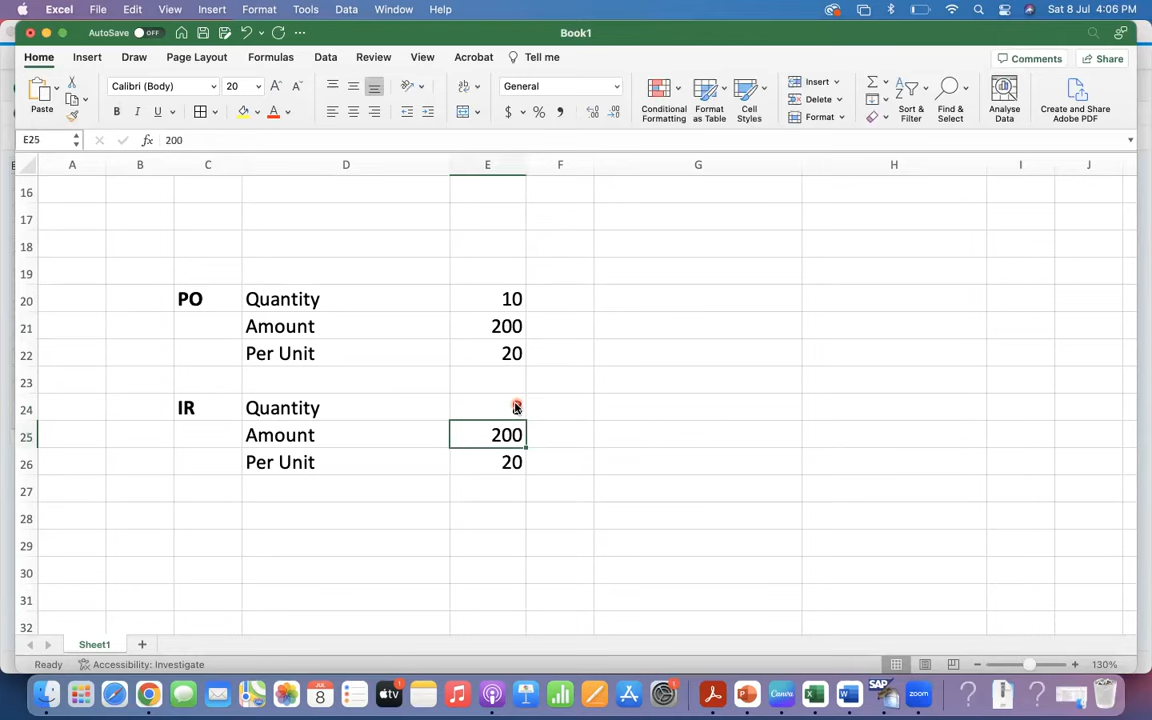 Excel File Edit View Insert Format Tools Data Window Help Sat 8 Jul 4:06 PM
AutoSave OFF Book1
Home Insert Draw Page Layout Formulas Data Review View Acrobat Tell me Comments Share
Paste Calibri (Body) 20 General Conditional Formatting Format as Table Cell Styles Insert Delete Format Sort & Filter Find & Select Analyse Data Create and Share Adobe PDF
E25 fx 200
A B C D E F G H I J
16
17
18
19
20 PO Quantity 10
21 Amount 200
22 Per Unit 20
23
24 IR Quantity
25 Amount 200
26 Per Unit 20
27
28
29
30
31
32
Sheet1
Ready Accessibility: Investigate 130%